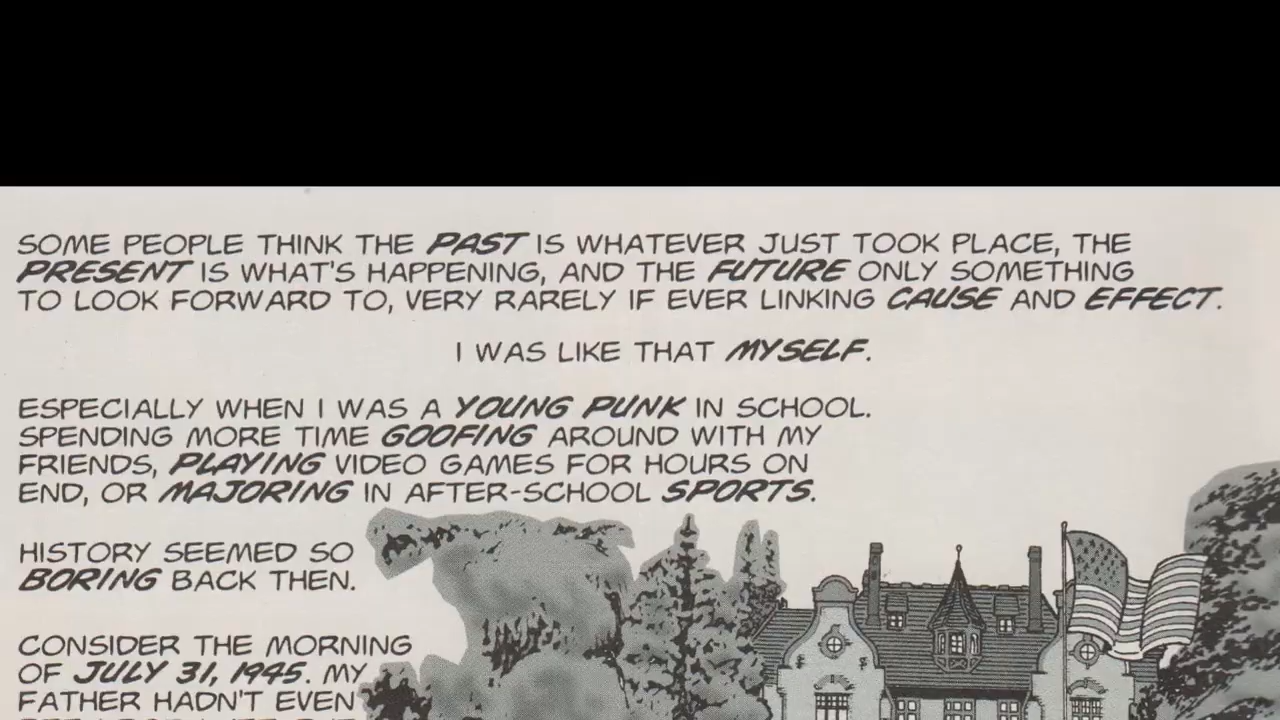 SOME PEOPLE THINK THE PAST IS WHATEVER JUST TOOK PLACE, THE
PRESENT IS WHAT'S HAPPENING, AND THE FUTURE ONLY SOMETHING
TO LOOK FORWARD TO, VERY RARELY IF EVER LINKING CAUSE AND EFFECT.
I WAS LIKE THAT MYSELF.
ESPECIALLY WHEN I WAS A YOUNG PUNK IN SCHOOL.
SPENDING MORE TIME GOOFING AROUND WITH MY
FRIENDS, PLAYING VIDEO GAMES FOR HOURS ON
END, OR MAJORING IN AFTER-SCHOOL SPORTS.
HISTORY SEEMED SO
BORING BACK THEN.
CONSIDER THE MORNING
OF JULY 31, 1945. MY
FATHER HADN'T EVEN